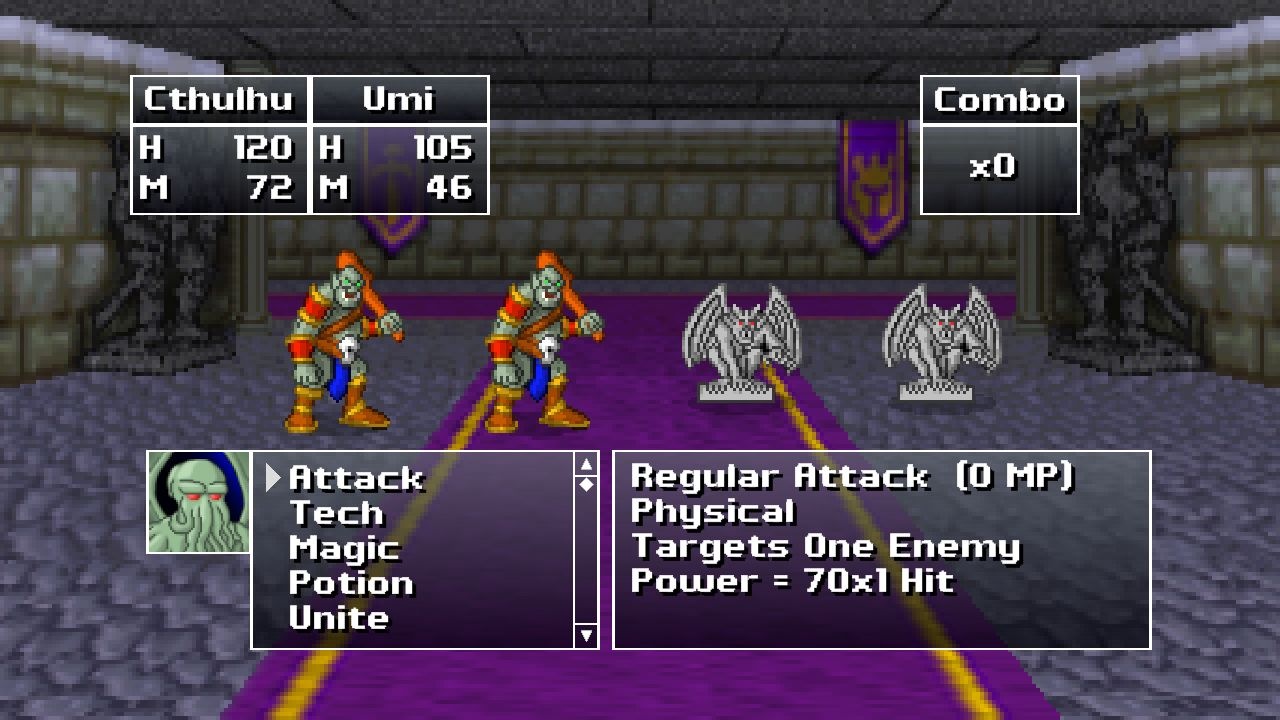 Cthulhu Umi Combo
H 120 H 105
M 72 M 46
x0
Attack
Tech
Magic
Potion
Unite
Regular Attack (0 MP)
Physical
Targets One Enemy
Power = 70x1 Hit